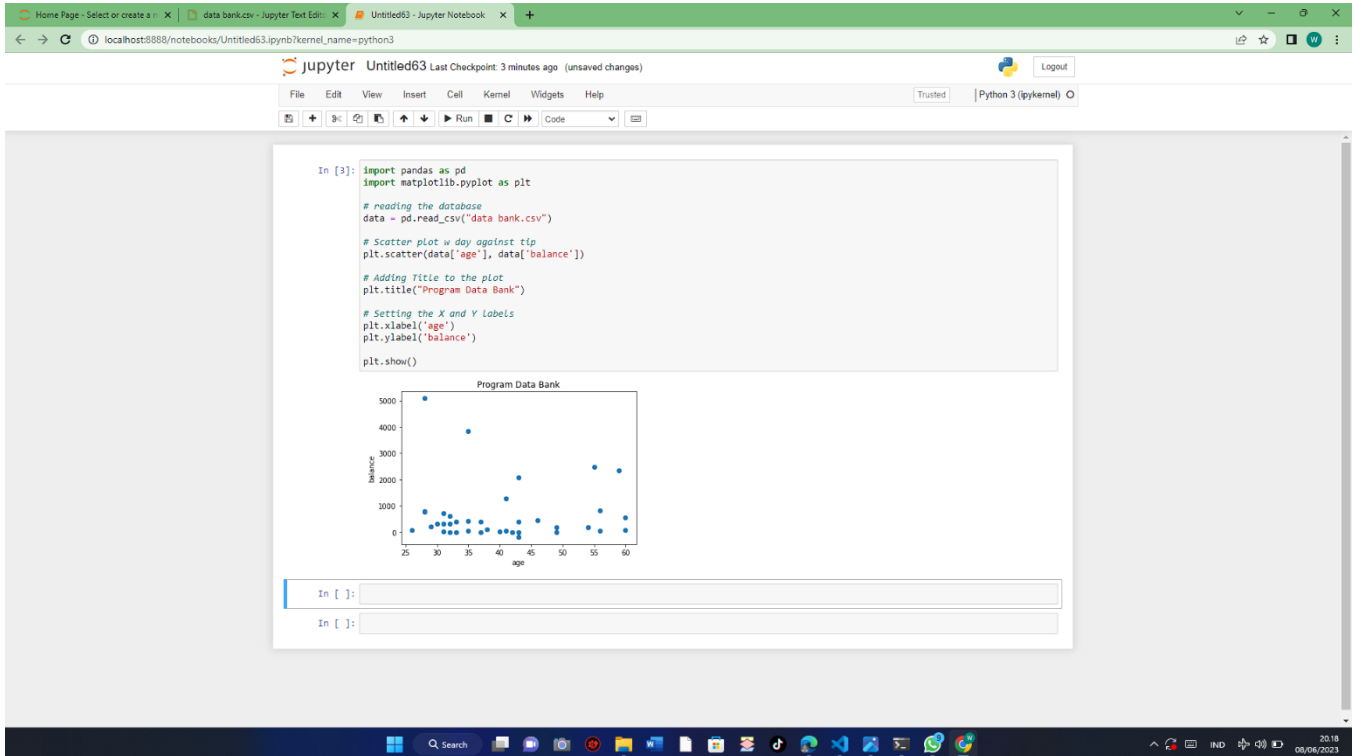 Home Page - Select or create a n
data bank.csv - Jupyter Text Edit
Untitled63 - Jupyter Notebook
localhost:8888/notebooks/Untitled63.ipynb?kernel_name=python3
W
jupyter Untitled63 Last Checkpoint: 3 minutes ago (unsaved changes)
Logout
File Edit View Insert Cell Kernel Widgets Help
Trusted
Python 3 (ipykernel)
Run
Code
In [3]: import pandas as pd
import matplotlib.pyplot as plt
# reading the database
data = pd.read_csv("data bank.csv")
# Scatter plot w day against tip
plt.scatter(data['age'], data['balance'])
# Adding Title to the plot
plt.title("Program Data Bank")
# Setting the X and Y labels
plt.xlabel('age')
plt.ylabel('balance')
plt.show()
Program Data Bank
5000
4000
3000
2000
1000
0
balance
25 30 35 40 45 50 55 60
age
In [ ]:
In [ ]:
Search
IND
20.18
08/06/2023